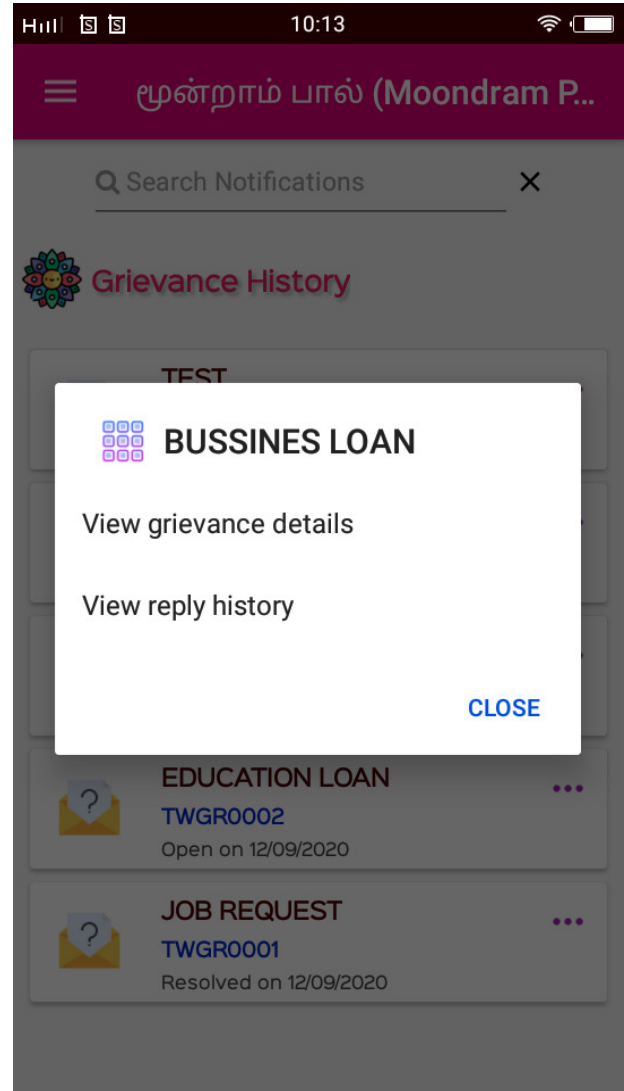 10:13
மூன்றாம் பால் (Moondram P...
Search Notifications
Grievance History
TEST
BUSSINES LOAN
View grievance details
View reply history
CLOSE
EDUCATION LOAN
TWGR0002
Open on 12/09/2020
JOB REQUEST
TWGR0001
Resolved on 12/09/2020